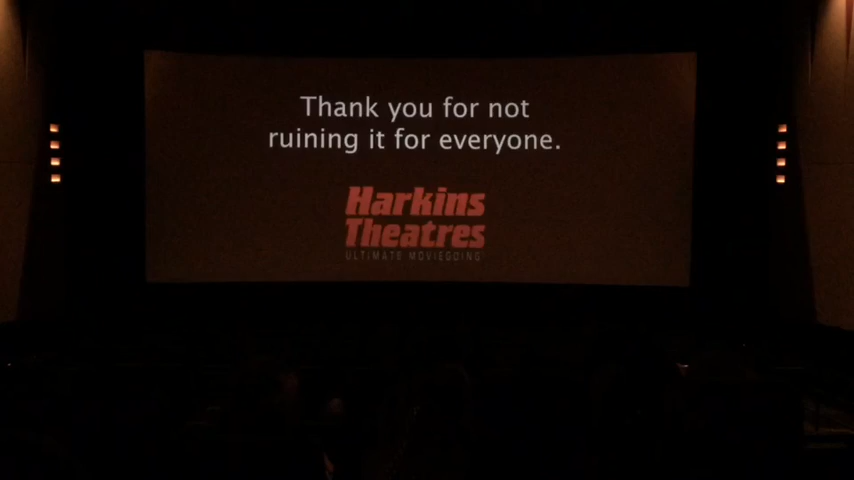 Thank you for not
ruining it for everyone.
Harkins
Theatres
ULTIMATE MOVIEGOING